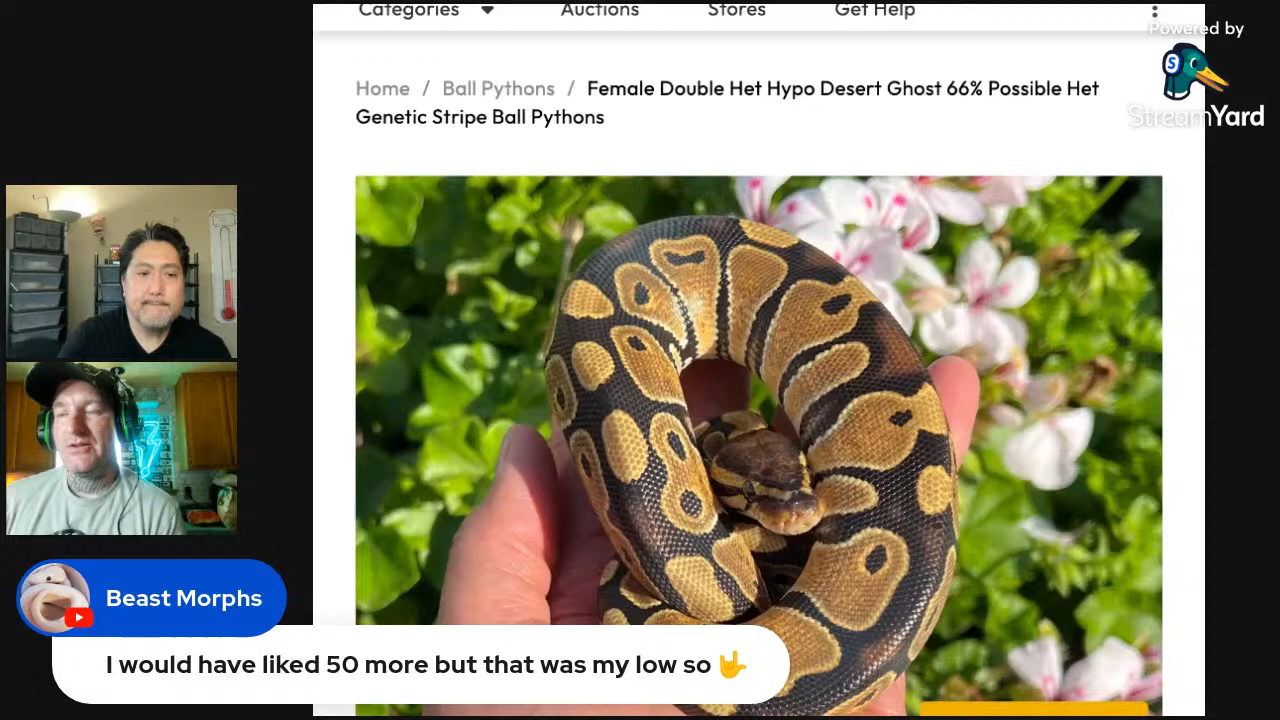 Categories
Auctions
Stores
Get Help
Powered by
StreamYard
Home / Ball Pythons / Female Double Het Hypo Desert Ghost 66% Possible Het
Genetic Stripe Ball Pythons
Beast Morphs
I would have liked 50 more but that was my low so 🤟